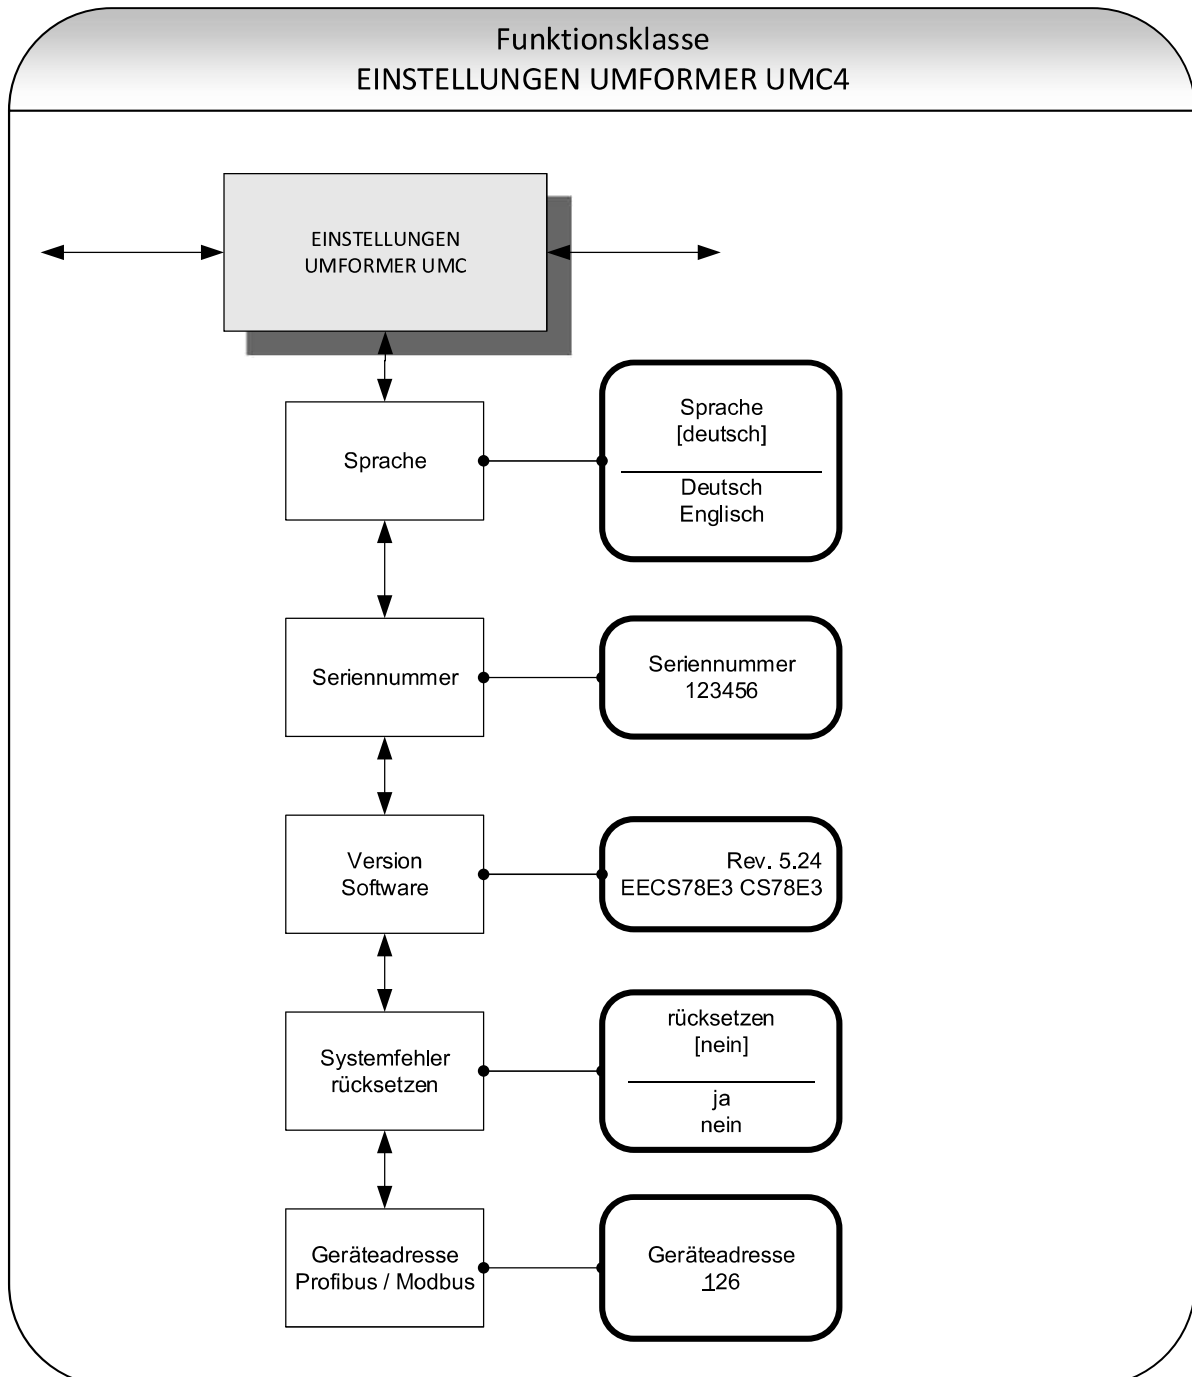 Funktionsklasse
EINSTELLUNGEN UMFORMER UMC4
EINSTELLUNGEN
UMFORMER UMC
Sprache
Sprache
[deutsch]
Deutsch
Englisch
Seriennummer
Seriennummer
123456
Version
Software
Rev. 5.24
EECS78E3 CS78E3
Systemfehler
rücksetzen
rücksetzen
[nein]
ja
nein
Geräteadresse
Profibus / Modbus
Geräteadresse
126